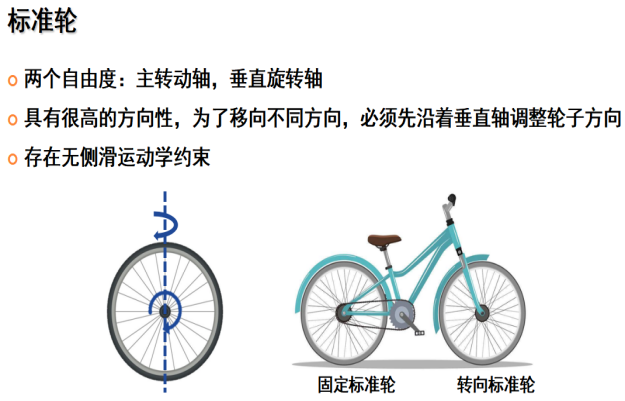 标准轮
两个自由度：主转动轴，垂直旋转轴
具有很高的方向性，为了移向不同方向，必须先沿着垂直轴调整轮子方向
存在无侧滑运动学约束
固定标准轮
转向标准轮